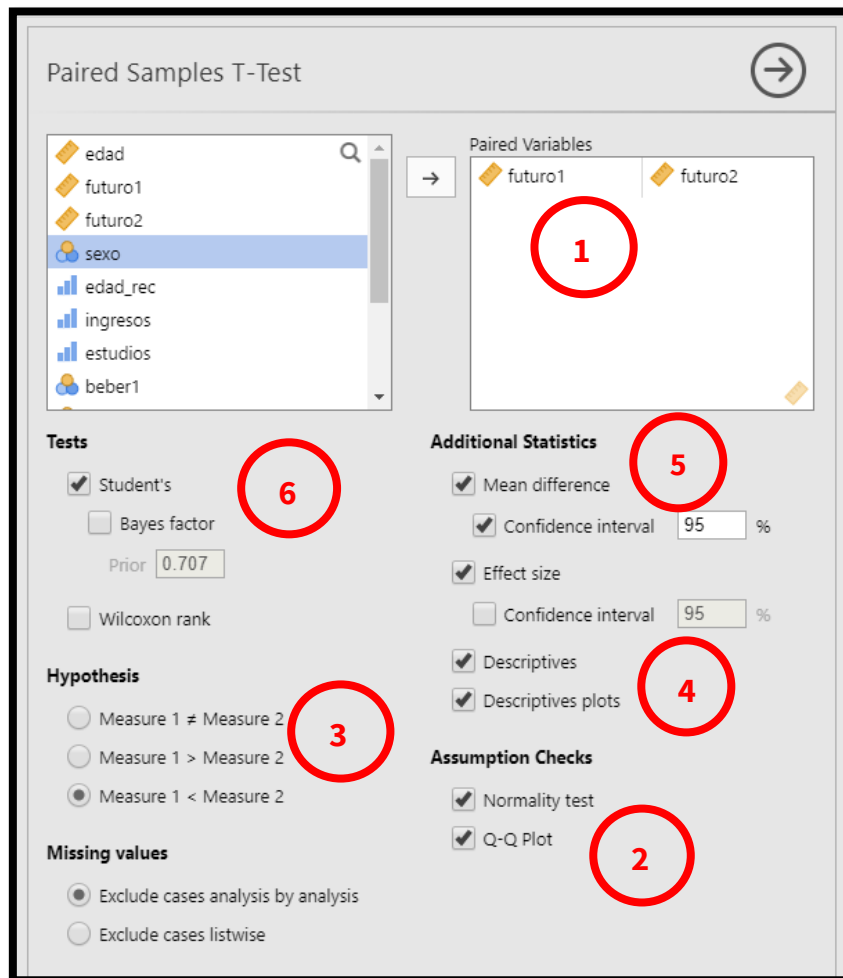 Paired Samples T-Test
edad
futuro1
futuro2
sexo
edad_rec
ingresos
estudios
beber1
Paired Variables
futuro1 futuro2
1
Tests
Student's
Bayes factor
Prior 0.707
Wilcoxon rank
6
Hypothesis
Measure 1 ≠ Measure 2
Measure 1 > Measure 2
Measure 1 < Measure 2
3
Missing values
Exclude cases analysis by analysis
Exclude cases listwise
Additional Statistics
5
Mean difference
Confidence interval 95 %
Effect size
Confidence interval 95 %
Descriptives
Descriptives plots
4
Assumption Checks
Normality test
Q-Q Plot
2